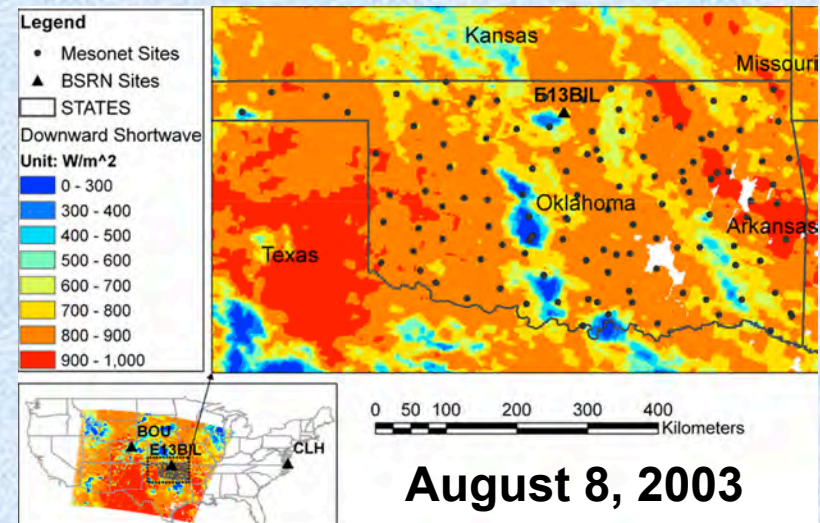 Legend
Mesonet Sites
BSRN Sites
STATES
Downward Shortwave
Unit: W/m^2
0 - 300
300 - 400
400 - 500
500 - 600
600 - 700
700 - 800
800 - 900
900 - 1,000
Kansas
Missouri
E13BIL
Oklahoma
Arkansas
Texas
BOU
E13BIL
CLH
0 50 100 200 300 400
Kilometers
August 8, 2003